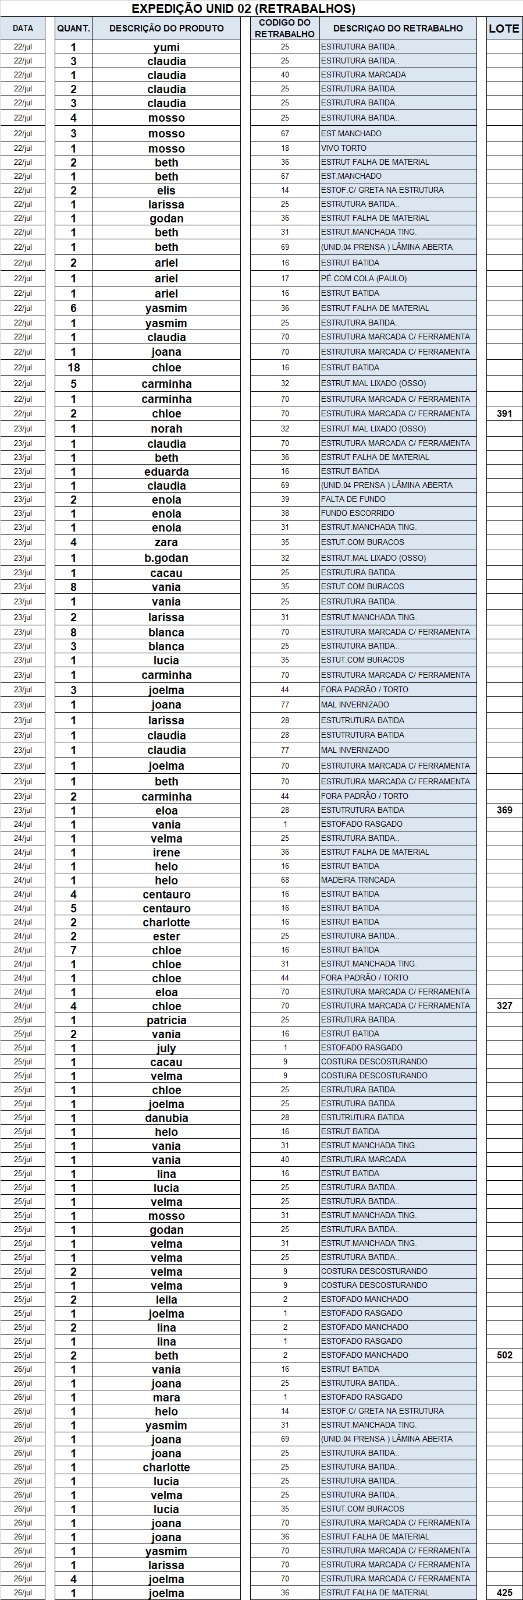 EXPEDIÇÃO UNID 02 (RETRABALHOS)
DATA QUANT. DESCRIÇÃO DO PRODUTO CODIGO DO RETRABALHO DESCRIÇAO DO RETRABALHO LOTE
22/jul 1 yumi 25 ESTRUTURA BATIDA..
22/jul 3 claudia 25 ESTRUTURA BATIDA..
22/jul 1 claudia 40 ESTRUTURA MARCADA
22/jul 2 claudia 25 ESTRUTURA BATIDA..
22/jul 3 claudia 25 ESTRUTURA BATIDA..
22/jul 4 mosso 25 ESTRUTURA BATIDA..
22/jul 3 mosso 67 EST.MANCHADO
22/jul 1 mosso 18 VIVO TORTO
22/jul 2 beth 36 ESTRUT FALHA DE MATERIAL
22/jul 1 beth 67 EST.MANCHADO
22/jul 2 elis 14 ESTOF.C/ GRETA NA ESTRUTURA
22/jul 1 larissa 25 ESTRUTURA BATIDA..
22/jul 1 godan 36 ESTRUT FALHA DE MATERIAL
22/jul 1 beth 31 ESTRUT.MANCHADA TING.
22/jul 1 beth 69 (UNID.04 PRENSA ) LÂMINA ABERTA
22/jul 2 ariel 16 ESTRUT BATIDA
22/jul 1 ariel 17 PÉ COM COLA (PAULO)
22/jul 1 ariel 16 ESTRUT BATIDA
22/jul 6 yasmim 36 ESTRUT FALHA DE MATERIAL
22/jul 1 yasmim 25 ESTRUTURA BATIDA..
22/jul 1 claudia 70 ESTRUTURA MARCADA C/ FERRAMENTA
22/jul 1 joana 70 ESTRUTURA MARCADA C/ FERRAMENTA
22/jul 18 chloe 16 ESTRUT BATIDA
22/jul 5 carminha 32 ESTRUT.MAL LIXADO (OSSO)
22/jul 1 carminha 70 ESTRUTURA MARCADA C/ FERRAMENTA
22/jul 2 chloe 70 ESTRUTURA MARCADA C/ FERRAMENTA 391
23/jul 1 norah 32 ESTRUT.MAL LIXADO (OSSO)
23/jul 1 claudia 70 ESTRUTURA MARCADA C/ FERRAMENTA
23/jul 1 beth 36 ESTRUT FALHA DE MATERIAL
23/jul 1 eduarda 16 ESTRUT BATIDA
23/jul 1 claudia 69 (UNID.04 PRENSA ) LÂMINA ABERTA
23/jul 2 enola 39 FALTA DE FUNDO
23/jul 1 enola 38 FUNDO ESCORRIDO
23/jul 1 enola 31 ESTRUT.MANCHADA TING.
23/jul 4 zara 35 ESTUT.COM BURACOS
23/jul 1 b.godan 32 ESTRUT.MAL LIXADO (OSSO)
23/jul 1 cacau 25 ESTRUTURA BATIDA..
23/jul 8 vania 35 ESTUT.COM BURACOS
23/jul 1 vania 25 ESTRUTURA BATIDA..
23/jul 2 larissa 31 ESTRUT.MANCHADA TING.
23/jul 8 blanca 70 ESTRUTURA MARCADA C/ FERRAMENTA
23/jul 3 blanca 25 ESTRUTURA BATIDA..
23/jul 1 lucia 35 ESTUT.COM BURACOS
23/jul 1 carminha 70 ESTRUTURA MARCADA C/ FERRAMENTA
23/jul 3 joelma 44 FORA PADRÃO / TORTO
23/jul 1 joana 77 MAL INVERNIZADO
23/jul 1 larissa 28 ESTUTRUTURA BATIDA
23/jul 1 claudia 28 ESTUTRUTURA BATIDA
23/jul 1 claudia 77 MAL INVERNIZADO
23/jul 1 joelma 70 ESTRUTURA MARCADA C/ FERRAMENTA
23/jul 1 beth 70 ESTRUTURA MARCADA C/ FERRAMENTA
23/jul 2 carminha 44 FORA PADRÃO / TORTO
23/jul 1 eloa 28 ESTUTRUTURA BATIDA 369
24/jul 1 vania 1 ESTOFADO RASGADO
24/jul 1 velma 25 ESTRUTURA BATIDA..
24/jul 1 irene 36 ESTRUT FALHA DE MATERIAL
24/jul 1 helo 16 ESTRUT BATIDA
24/jul 1 helo 68 MADEIRA TRINCADA
24/jul 4 centauro 16 ESTRUT BATIDA
24/jul 5 centauro 16 ESTRUT BATIDA
24/jul 2 charlotte 16 ESTRUT BATIDA
24/jul 2 ester 25 ESTRUTURA BATIDA..
24/jul 7 chloe 16 ESTRUT BATIDA
24/jul 1 chloe 31 ESTRUT.MANCHADA TING.
24/jul 1 chloe 44 FORA PADRÃO / TORTO
24/jul 1 eloa 70 ESTRUTURA MARCADA C/ FERRAMENTA
24/jul 4 chloe 70 ESTRUTURA MARCADA C/ FERRAMENTA 327
25/jul 1 patricia 25 ESTRUTURA BATIDA..
25/jul 2 vania 16 ESTRUT BATIDA
25/jul 1 july 1 ESTOFADO RASGADO
25/jul 1 cacau 9 COSTURA DESCOSTURANDO
25/jul 1 velma 9 COSTURA DESCOSTURANDO
25/jul 1 chloe 25 ESTRUTURA BATIDA..
25/jul 1 joelma 25 ESTRUTURA BATIDA..
25/jul 1 danubia 28 ESTUTRUTURA BATIDA
25/jul 1 helo 16 ESTRUT BATIDA
25/jul 1 vania 31 ESTRUT.MANCHADA TING.
25/jul 1 vania 40 ESTRUTURA MARCADA
25/jul 1 lina 16 ESTRUT BATIDA
25/jul 1 lucia 25 ESTRUTURA BATIDA..
25/jul 1 velma 25 ESTRUTURA BATIDA..
25/jul 1 mosso 31 ESTRUT.MANCHADA TING.
25/jul 1 godan 25 ESTRUTURA BATIDA..
25/jul 1 velma 31 ESTRUT.MANCHADA TING.
25/jul 1 velma 25 ESTRUTURA BATIDA..
25/jul 2 velma 9 COSTURA DESCOSTURANDO
25/jul 1 velma 9 COSTURA DESCOSTURANDO
25/jul 2 leila 2 ESTOFADO MANCHADO
25/jul 1 joelma 1 ESTOFADO RASGADO
25/jul 2 lina 2 ESTOFADO MANCHADO
25/jul 1 lina 1 ESTOFADO RASGADO
25/jul 2 beth 2 ESTOFADO MANCHADO 502
26/jul 1 vania 16 ESTRUT BATIDA
26/jul 1 joana 25 ESTRUTURA BATIDA..
26/jul 1 mara 1 ESTOFADO RASGADO
26/jul 1 helo 14 ESTOF.C/ GRETA NA ESTRUTURA
26/jul 1 yasmim 31 ESTRUT.MANCHADA TING.
26/jul 1 joana 69 (UNID.04 PRENSA ) LÂMINA ABERTA
26/jul 1 joana 25 ESTRUTURA BATIDA..
26/jul 1 charlotte 25 ESTRUTURA BATIDA..
26/jul 1 lucia 25 ESTRUTURA BATIDA..
26/jul 1 velma 25 ESTRUTURA BATIDA..
26/jul 1 lucia 35 ESTUT.COM BURACOS
26/jul 1 joana 70 ESTRUTURA MARCADA C/ FERRAMENTA
26/jul 1 joana 36 ESTRUT FALHA DE MATERIAL
26/jul 1 yasmim 70 ESTRUTURA MARCADA C/ FERRAMENTA
26/jul 1 larissa 70 ESTRUTURA MARCADA C/ FERRAMENTA
26/jul 4 joelma 70 ESTRUTURA MARCADA C/ FERRAMENTA
26/jul 1 joelma 36 ESTRUT FALHA DE MATERIAL 425